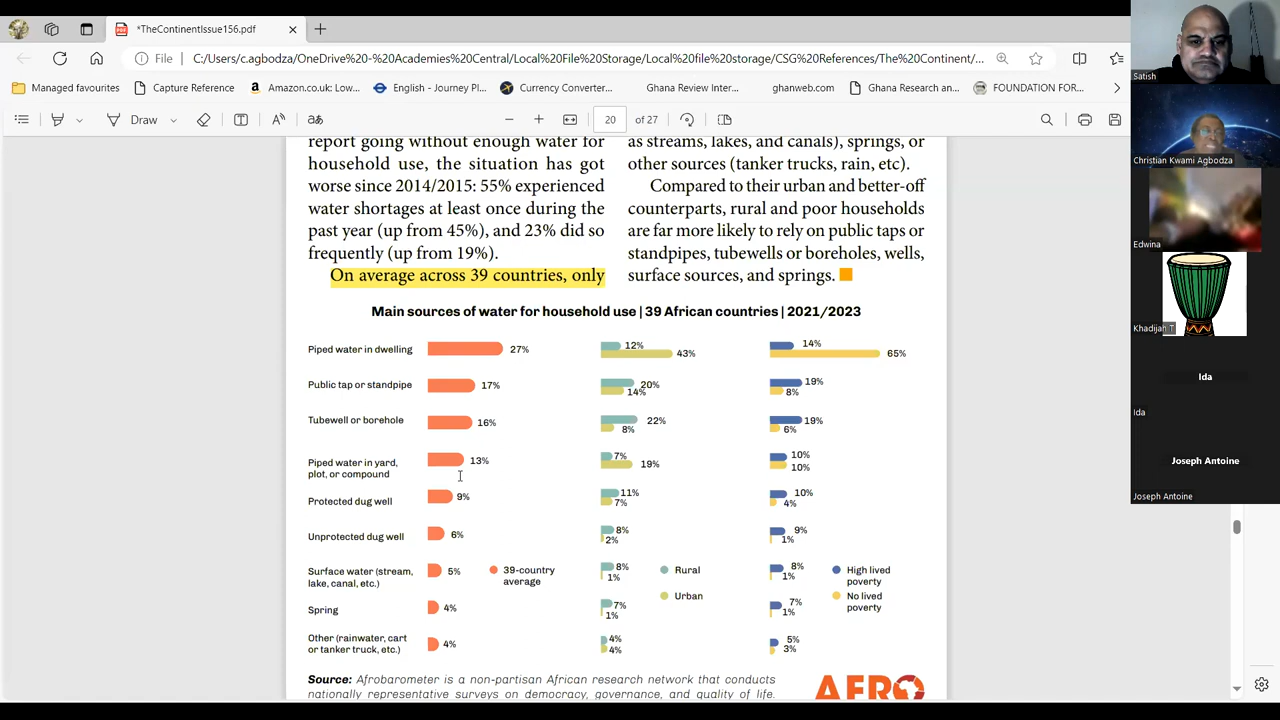 *TheContinentIssue156.pdf
File
C:/Users/c.agbodza/OneDrive%20-%20Academies%20Central/Local%20File%20Storage/Local%20file%20storage/CSG%20References/The%20Continent/...
Managed favourites
Capture Reference
Amazon.co.uk: Low...
English - Journey Pl...
Currency Converter...
Ghana Review Inter...
ghanweb.com
Ghana Research an...
FOUNDATION FOR...
Draw
20 of 27
report going without enough water for
household use, the situation has got
worse since 2014/2015: 55% experienced
water shortages at least once during the
past year (up from 45%), and 23% did so
frequently (up from 19%).
On average across 39 countries, only
as streams, lakes, and canals), springs, or
other sources (tanker trucks, rain, etc).
Compared to their urban and better-off
counterparts, rural and poor households
are far more likely to rely on public taps or
standpipes, tubewells or boreholes, wells,
surface sources, and springs.
Main sources of water for household use | 39 African countries | 2021/2023
Piped water in dwelling 27% 12% 43% 14% 65%
Public tap or standpipe 17% 20% 14% 19% 8%
Tubewell or borehole 16% 22% 8% 19% 6%
Piped water in yard,
plot, or compound 13% 7% 19% 10% 10%
Protected dug well 9% 11% 7% 10% 4%
Unprotected dug well 6% 8% 2% 9% 1%
Surface water (stream,
lake, canal, etc.) 5% 8% 1% 8% 1%
39-country
average
Rural
Urban
High lived
poverty
No lived
poverty
Spring 4% 7% 1% 7% 1%
Other (rainwater, cart
or tanker truck, etc.) 4% 4% 4% 5% 3%
Source: Afrobarometer is a non-partisan African research network that conducts
nationally representative surveys on democracy, governance, and quality of life.
AFRO
Satish
Christian Kwami Agbodza
Edwina
Khadijah T
Ida
Ida
Joseph Antoine
Joseph Antoine